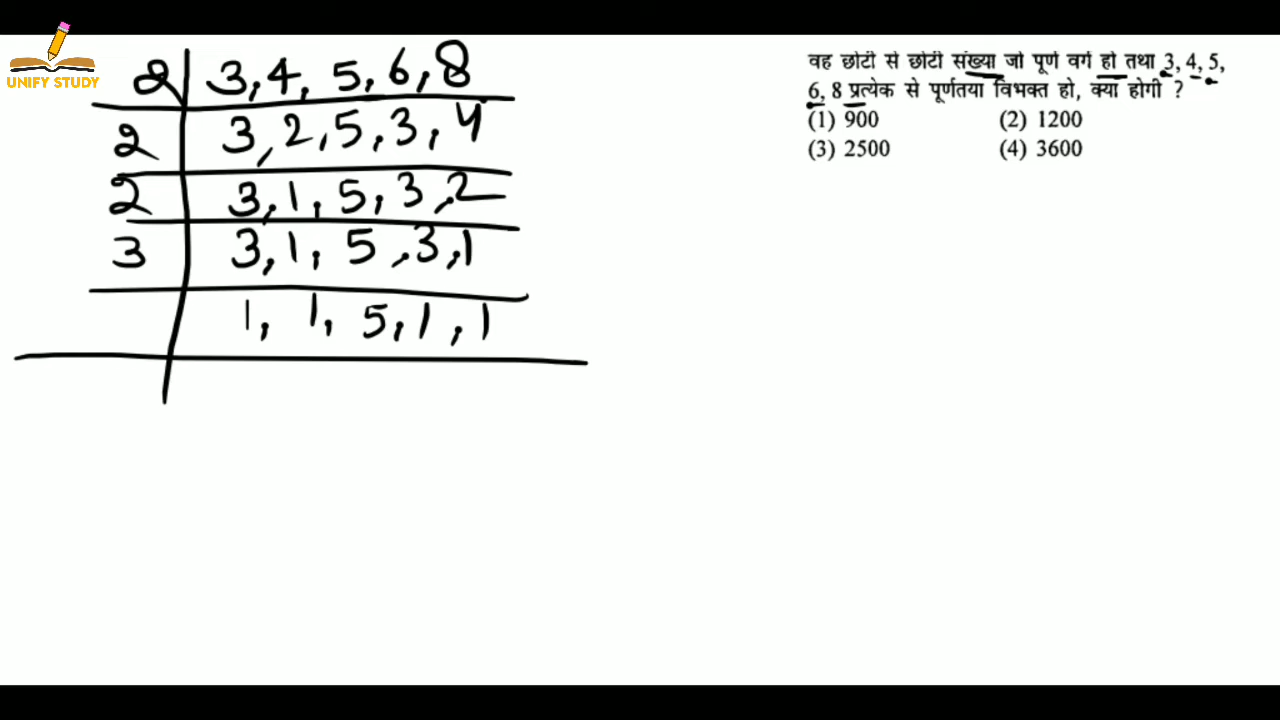 UNIFY STUDY
2 3, 4, 5, 6, 8
2 3, 2, 5, 3, 4
2 3, 1, 5, 3, 2
3 3, 1, 5, 3, 1
1, 1, 5, 1, 1
वह छोटी से छोटी संख्या जो पूर्ण वर्ग हो तथा 3, 4, 5,
6, 8 प्रत्येक से पूर्णतया विभक्त हो, क्या होगी ?
(1) 900 (2) 1200
(3) 2500 (4) 3600